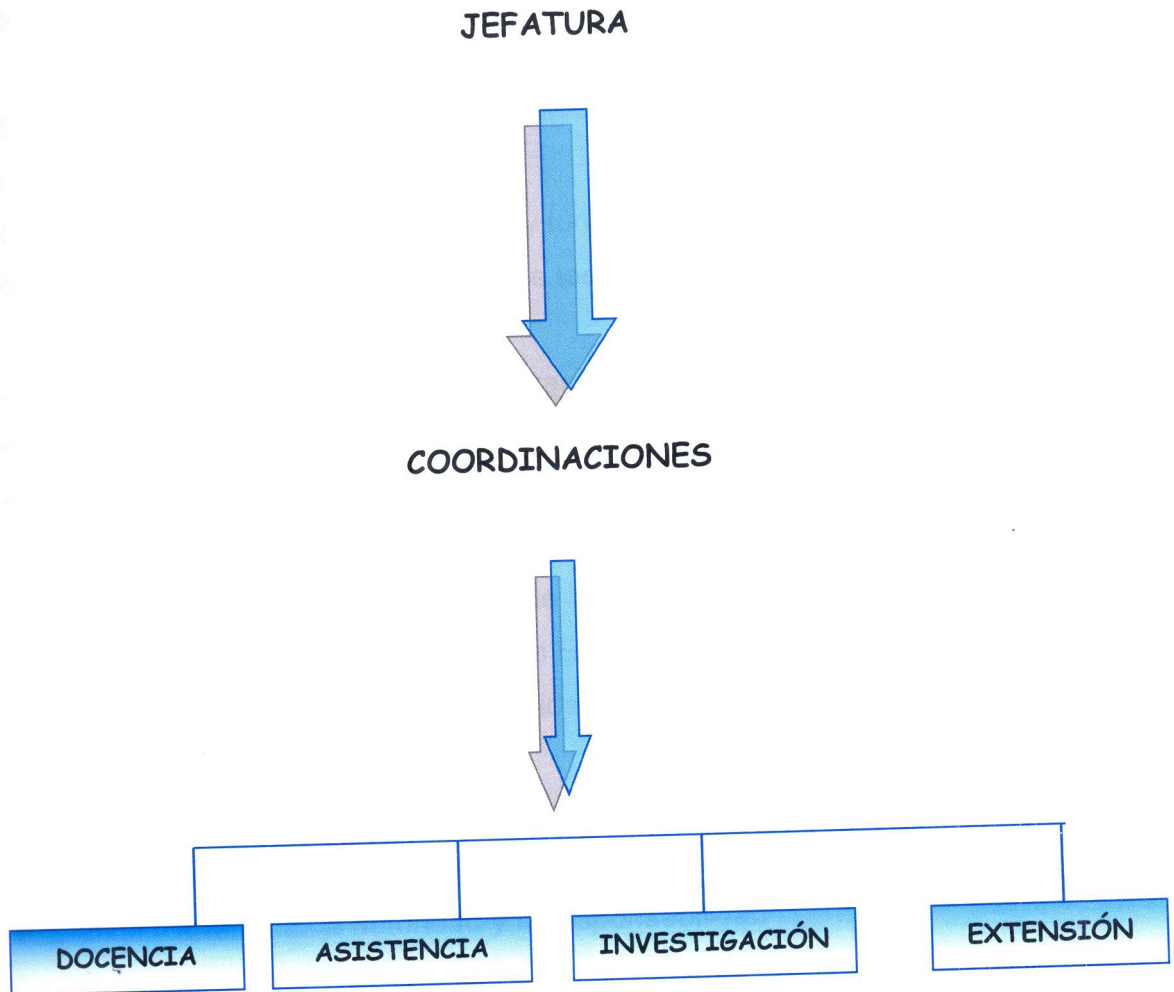 JEFATURA
COORDINACIONES
DOCENCIA
ASISTENCIA
INVESTIGACIÓN
EXTENSIÓN